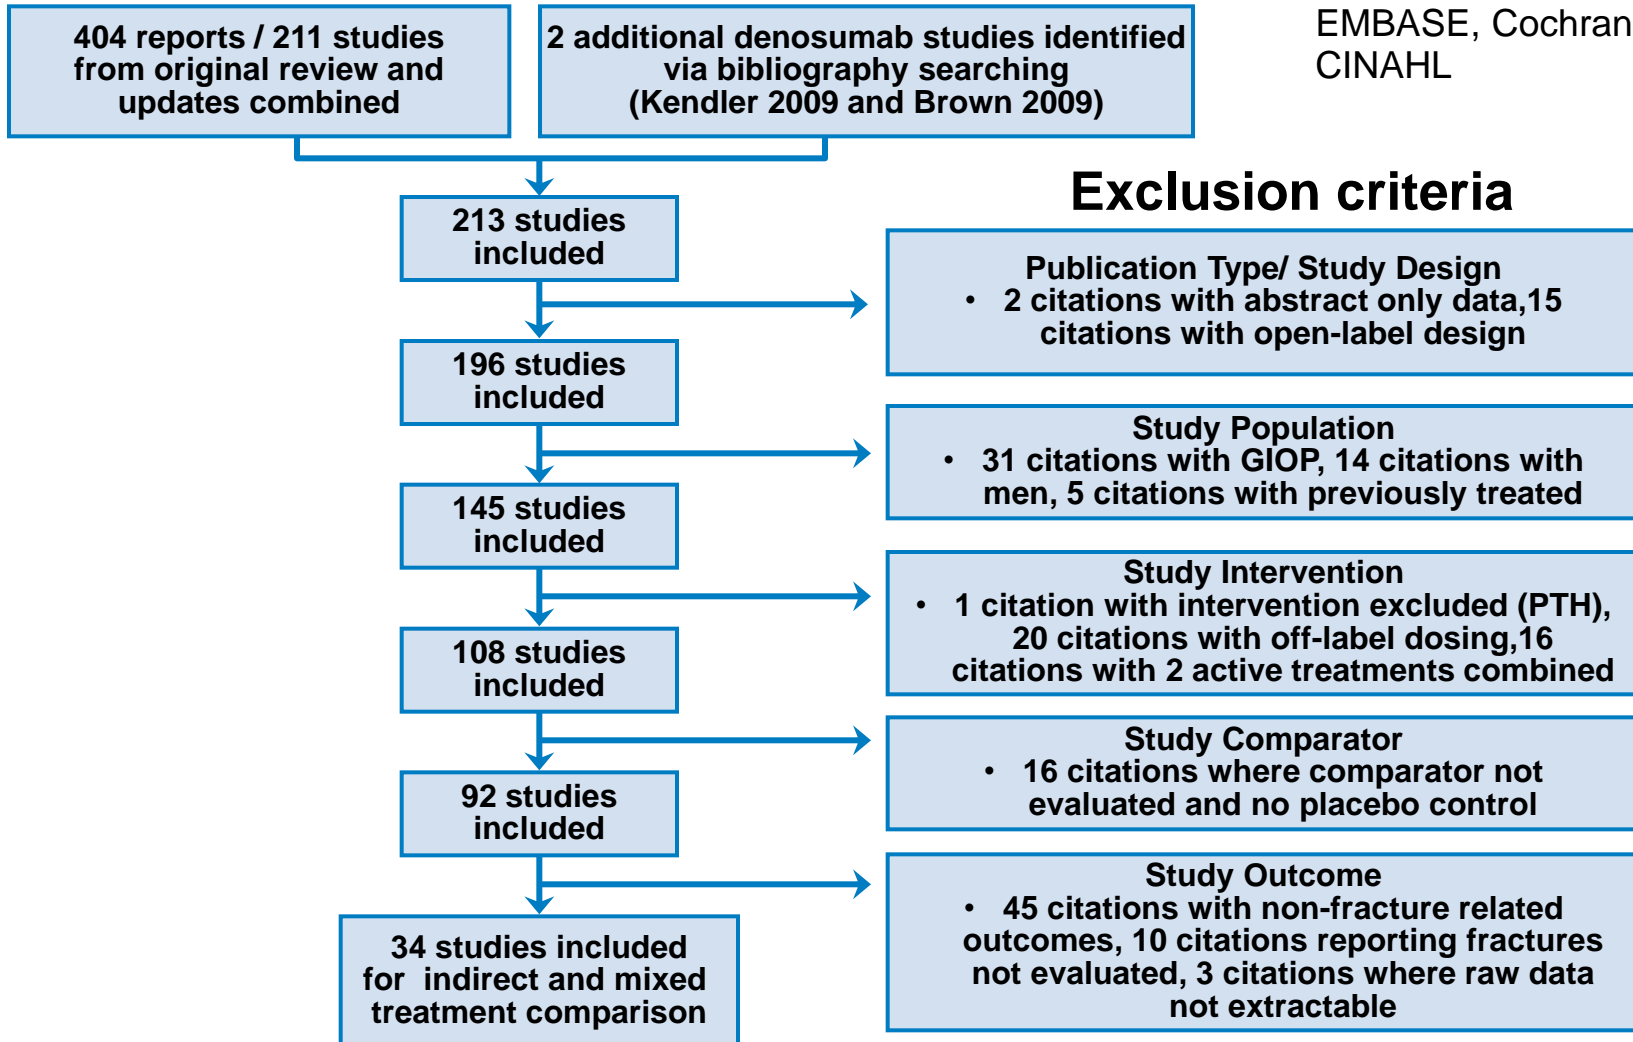 404 reports / 211 studies
from original review and
updates combined
2 additional denosumab studies identified
via bibliography searching
(Kendler 2009 and Brown 2009)
EMBASE, Cochran
CINAHL
213 studies
included
Exclusion criteria
Publication Type/ Study Design
• 2 citations with abstract only data,15
citations with open-label design
196 studies
included
Study Population
• 31 citations with GIOP, 14 citations with
men, 5 citations with previously treated
145 studies
included
Study Intervention
• 1 citation with intervention excluded (PTH),
20 citations with off-label dosing,16
citations with 2 active treatments combined
108 studies
included
Study Comparator
• 16 citations where comparator not
evaluated and no placebo control
92 studies
included
Study Outcome
• 45 citations with non-fracture related
outcomes, 10 citations reporting fractures
not evaluated, 3 citations where raw data
not extractable
34 studies included
for indirect and mixed
treatment comparison